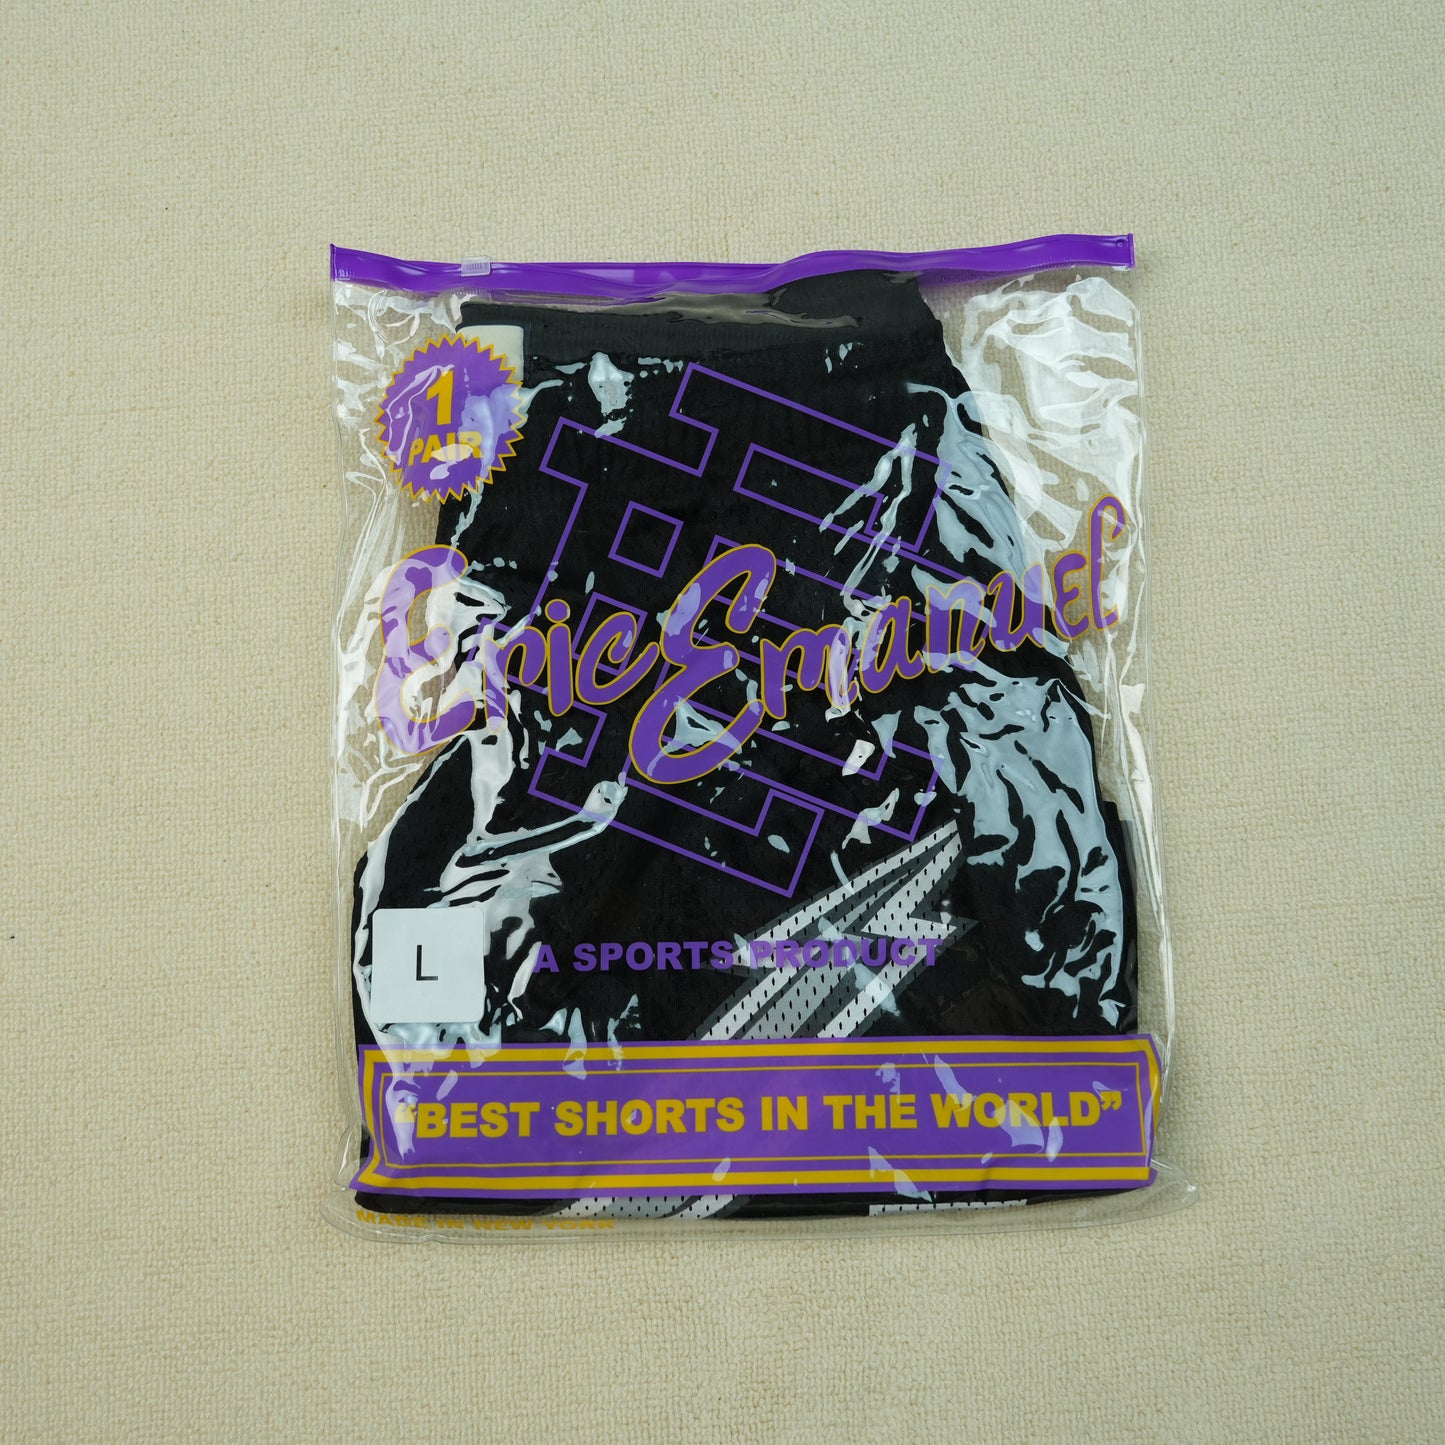 1
PAIR
Eric Emanuel
L
A SPORTS PRODUCT
“BEST SHORTS IN THE WORLD”
MADE IN NEW YORK